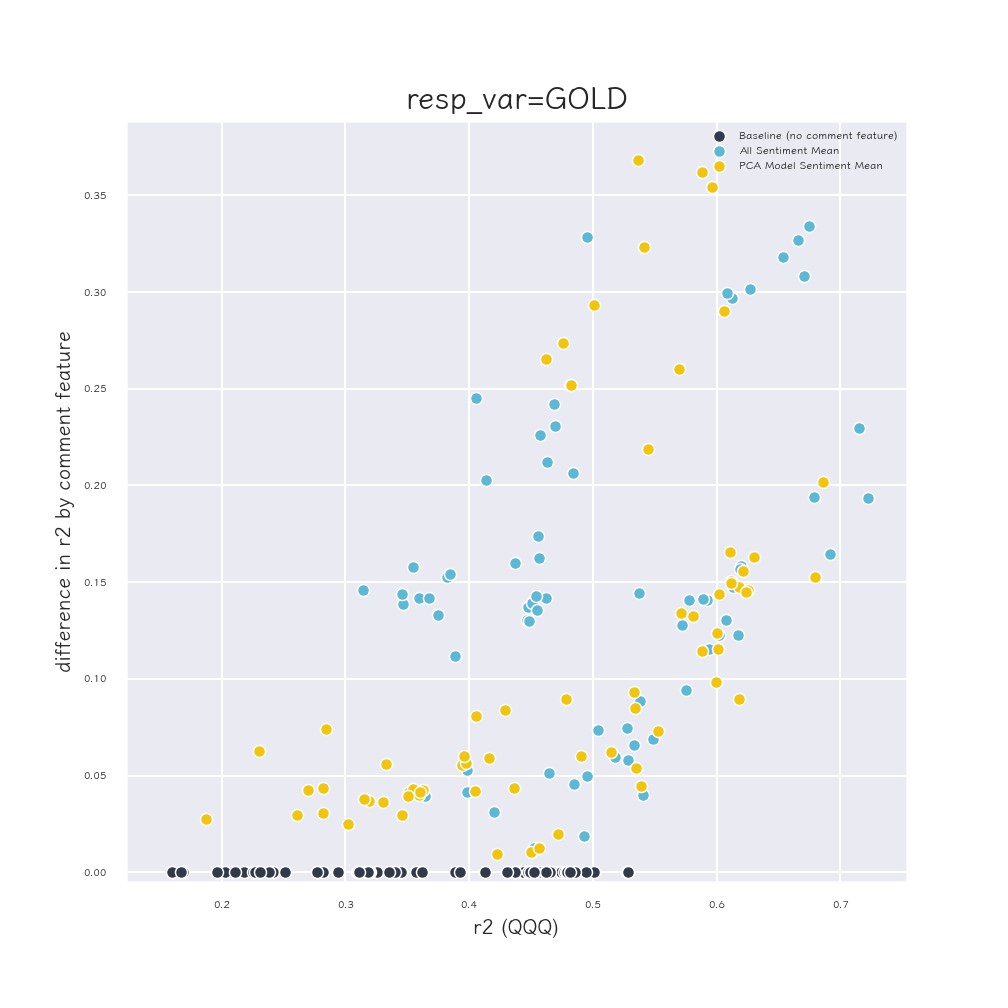 resp_var=GOLD
Baseline (no comment feature)
All Sentiment Mean
PCA Model Sentiment Mean
difference in r2 by comment feature
0.35
0.30
0.25
0.20
0.15
0.10
0.05
0.00
0.2 0.3 0.4 0.5 0.6 0.7
r2 (QQQ)